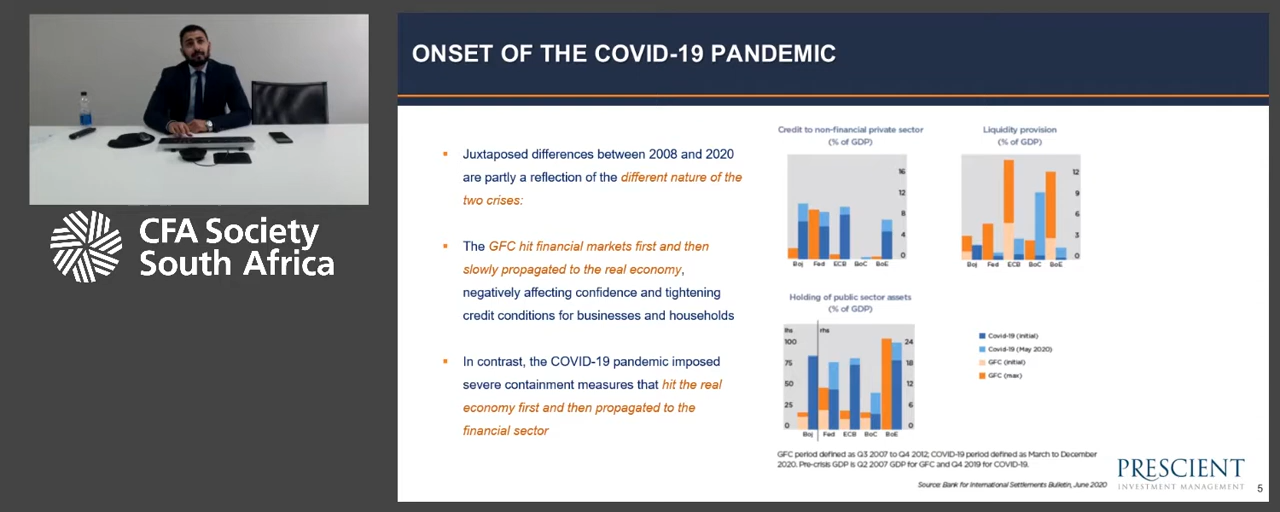 CFA Society
South Africa
ONSET OF THE COVID-19 PANDEMIC
Juxtaposed differences between 2008 and 2020
are partly a reflection of the different nature of the
two crises:
The GFC hit financial markets first and then
slowly propagated to the real economy,
negatively affecting confidence and tightening
credit conditions for businesses and households
In contrast, the COVID-19 pandemic imposed
severe containment measures that hit the real
economy first and then propagated to the
financial sector
Credit to non-financial private sector
(% of GDP)
16
12
8
4
0
Boj Fed ECB BoC BoE
Liquidity provision
(% of GDP)
12
9
6
3
0
Boj Fed ECB BoC BoE
Holding of public sector assets
(% of GDP)
lhs rhs
100 24
75 18
50 12
25 6
0 0
Boj Fed ECB BoC BoE
Covid-19 (initial)
Covid-19 (May 2020)
GFC (initial)
GFC (max)
GFC period defined as Q3 2007 to Q4 2012; COVID-19 period defined as March to December
2020. Pre-crisis GDP is Q2 2007 GDP for GFC and Q4 2019 for COVID-19.
Source: Bank for International Settlements Bulletin, June 2020
PRESCIENT
INVESTMENT MANAGEMENT
5